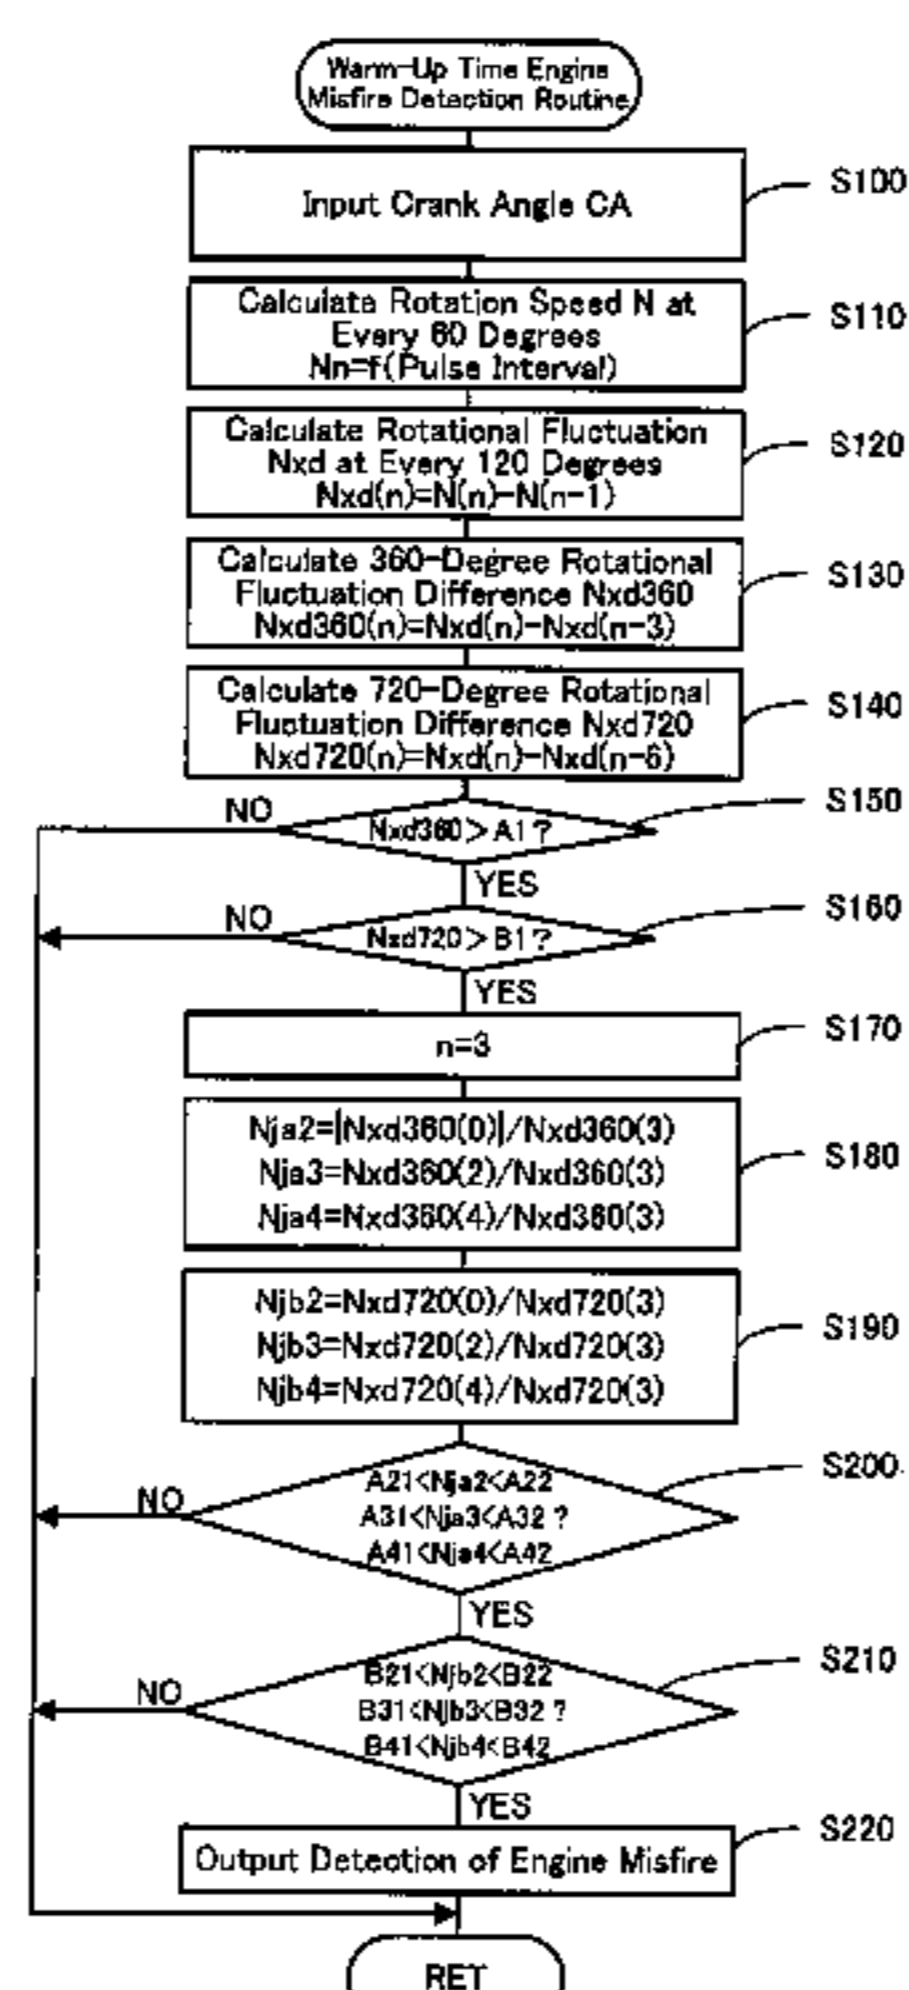 Warm-Up Time Engine
Misfire Detection Routine
Input Crank Angle CA
S100
Calculate Rotation Speed N at
Every 60 Degrees
Nn=f(Pulse Interval)
S110
Calculate Rotational Fluctuation
Nxd at Every 120 Degrees
Nxd(n)=N(n)-N(n-1)
S120
Calculate 360-Degree Rotational
Fluctuation Difference Nxd360
Nxd360(n)=Nxd(n)-Nxd(n-3)
S130
Calculate 720-Degree Rotational
Fluctuation Difference Nxd720
Nxd720(n)=Nxd(n)-Nxd(n-6)
S140
Nxd360>A1?
S150
NO
YES
Nxd720>B1?
S160
NO
YES
n=3
S170
Nja2=|Nxd360(0)|/Nxd360(3)
Nja3=Nxd360(2)/Nxd360(3)
Nja4=Nxd360(4)/Nxd360(3)
S180
Njb2=Nxd720(0)/Nxd720(3)
Njb3=Nxd720(2)/Nxd720(3)
Njb4=Nxd720(4)/Nxd720(3)
S190
A21<Nja2<A22
A31<Nja3<A32 ?
A41<Nja4<A42
S200
NO
YES
B21<Njb2<B22
B31<Njb3<B32 ?
B41<Njb4<B42
S210
NO
YES
Output Detection of Engine Misfire
S220
RET